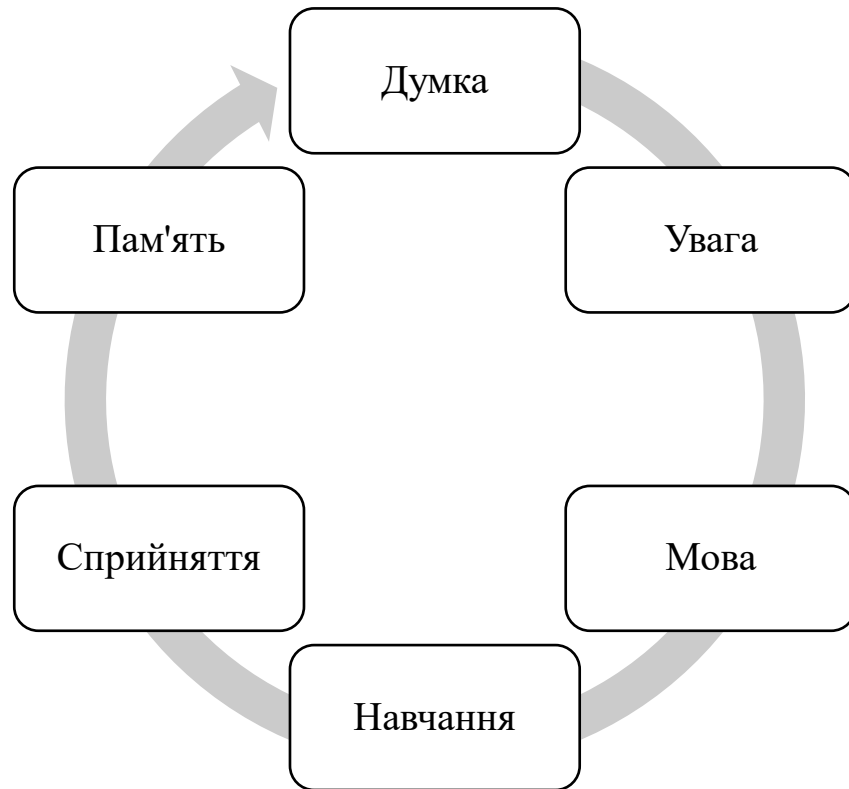 Думка
Увага
Мова
Навчання
Сприйняття
Пам'ять